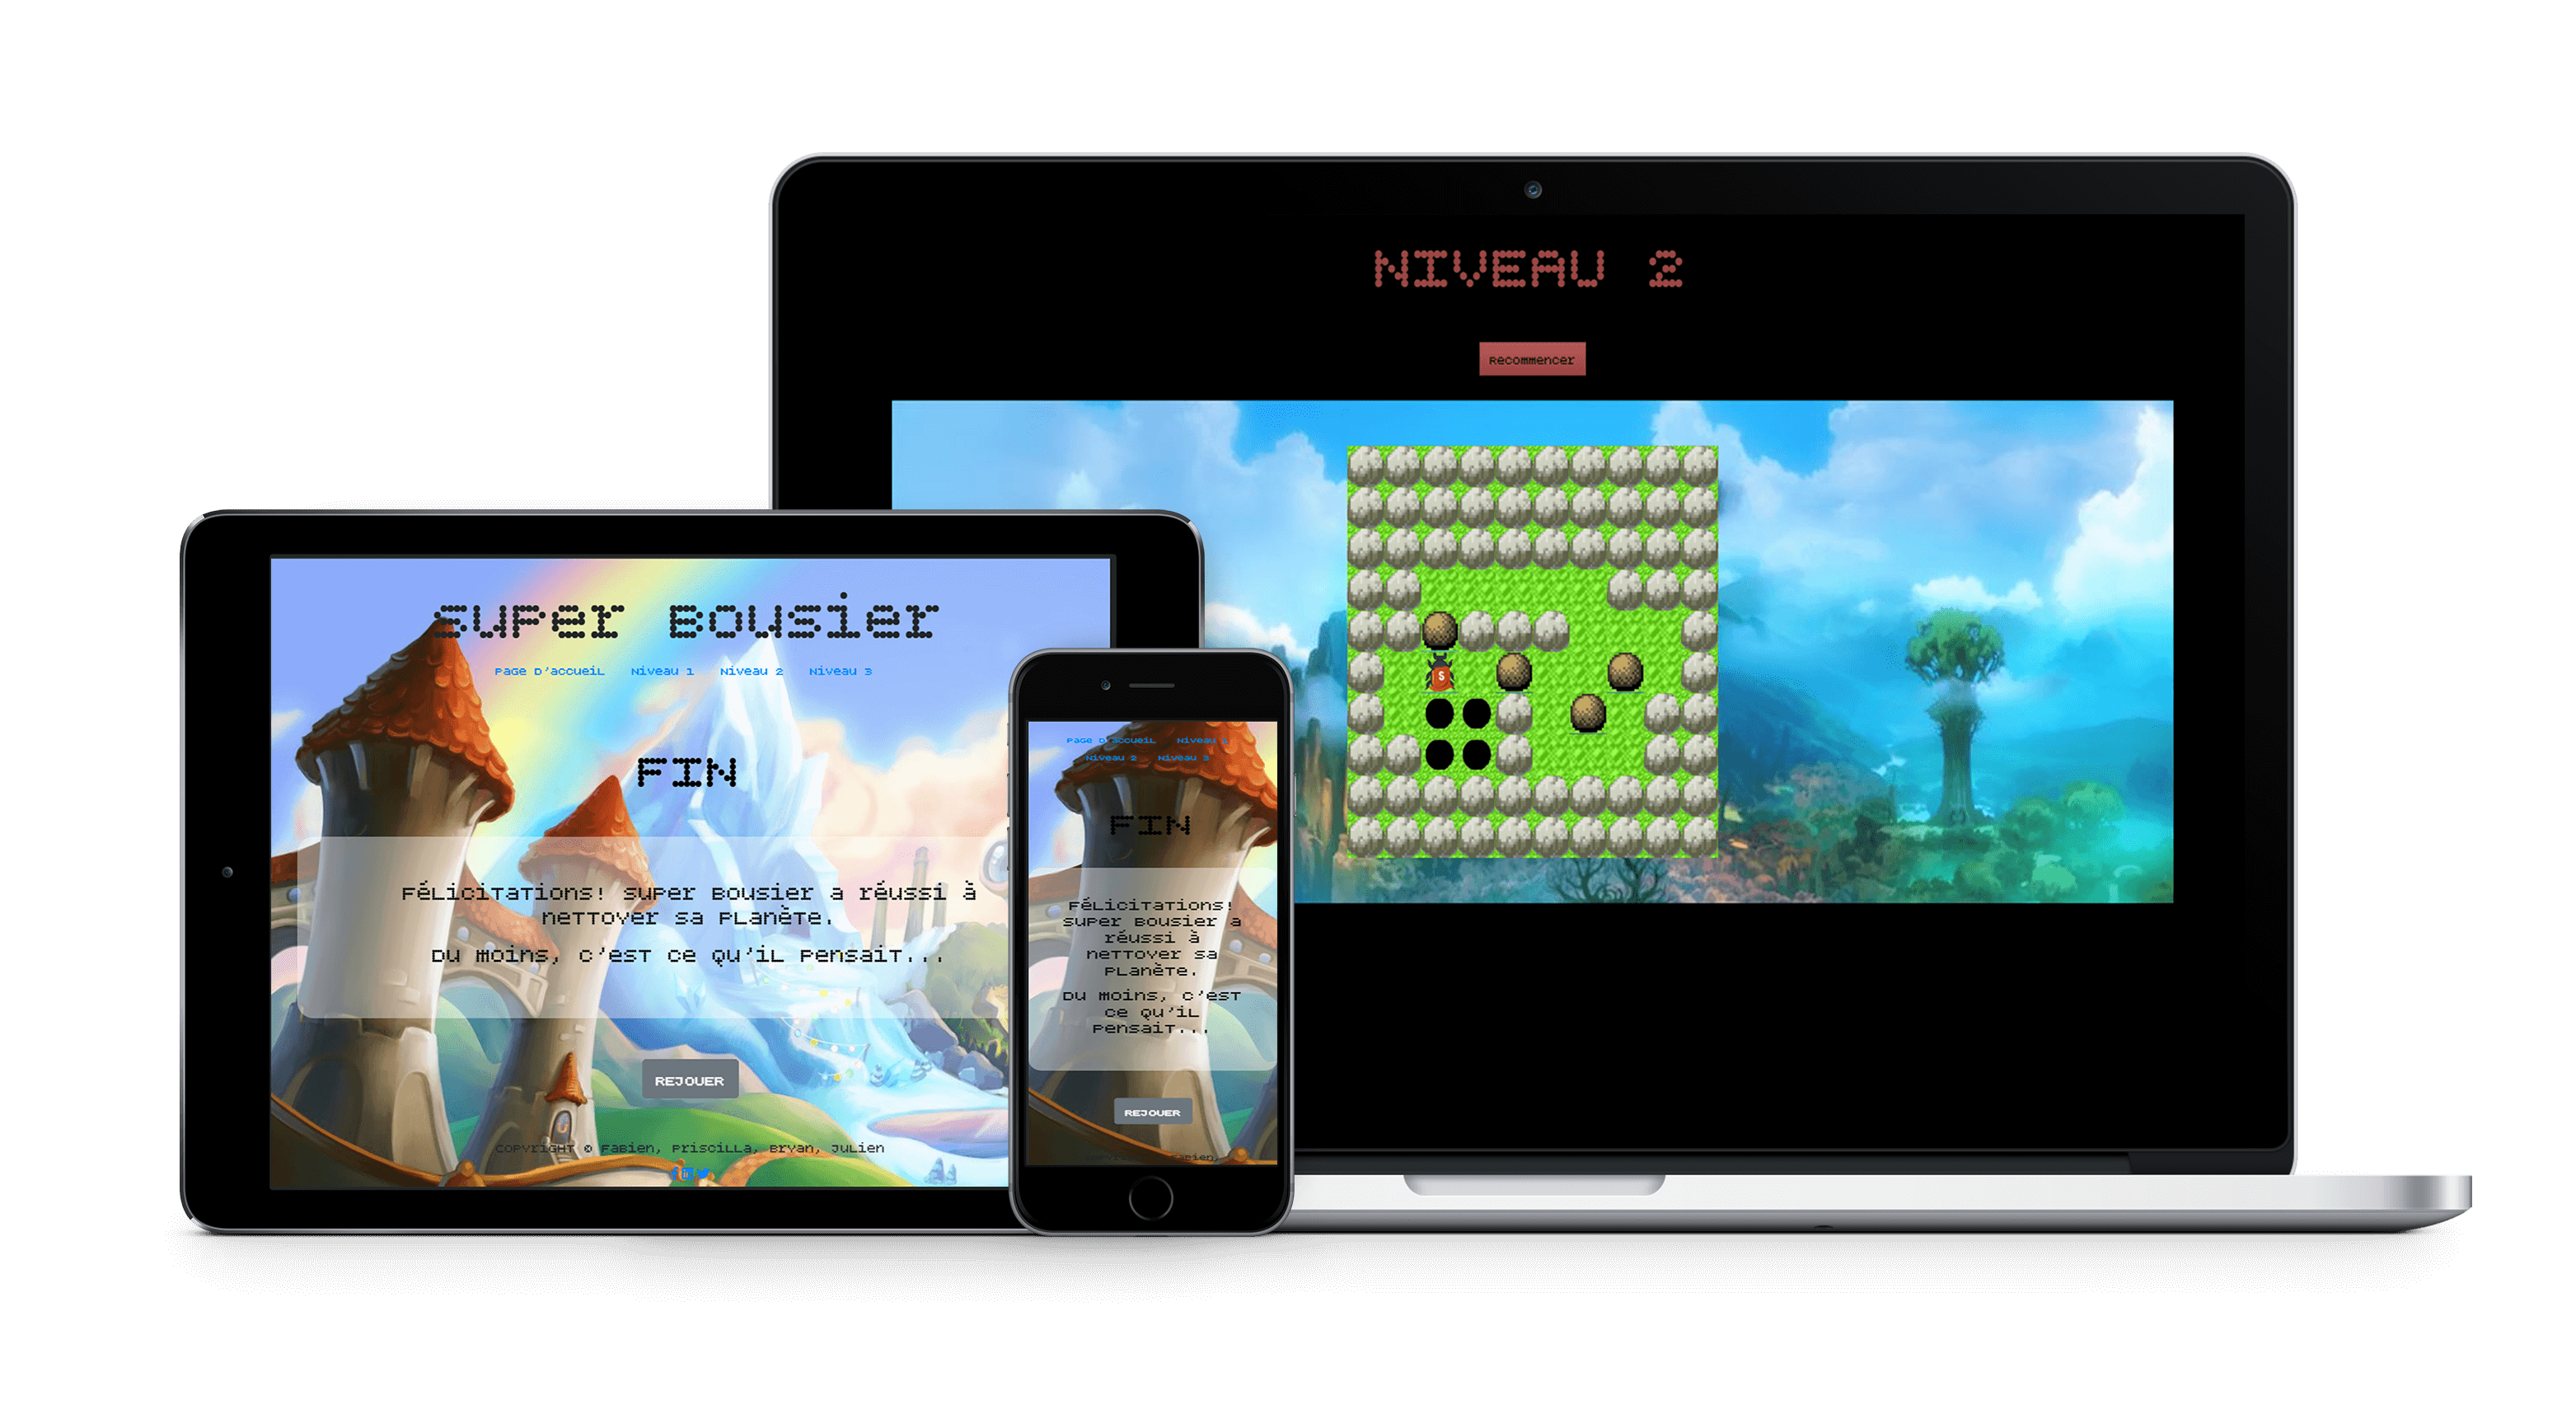 NIVEAU 2
Recommencer
Super Bousier
Page d'accueil Niveau 1 Niveau 2 Niveau 3
FIN
Félicitations! Super Bousier a réussi à
nettoyer sa planète.
Du moins, c'est ce qu'il pensait...
REJOUER
Copyright © Fabien, Priscilla, Bryan, Julien
Page d'accueil Niveau
Niveau 2 Niveau 3
FIN
Félicitations!
Super Bousier a
réussi à
nettoyer sa
planète.
Du moins, c'est
ce qu'il
pensait...
REJOUER
Fabien,
S